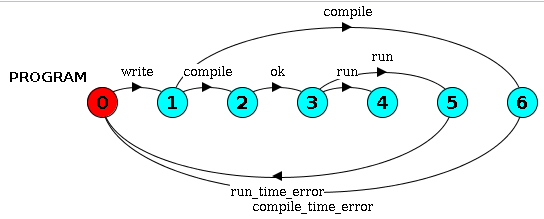 compile
run
PROGRAM write compile ok run
0 1 2 3 4 5 6
run_time_error
compile_time_error